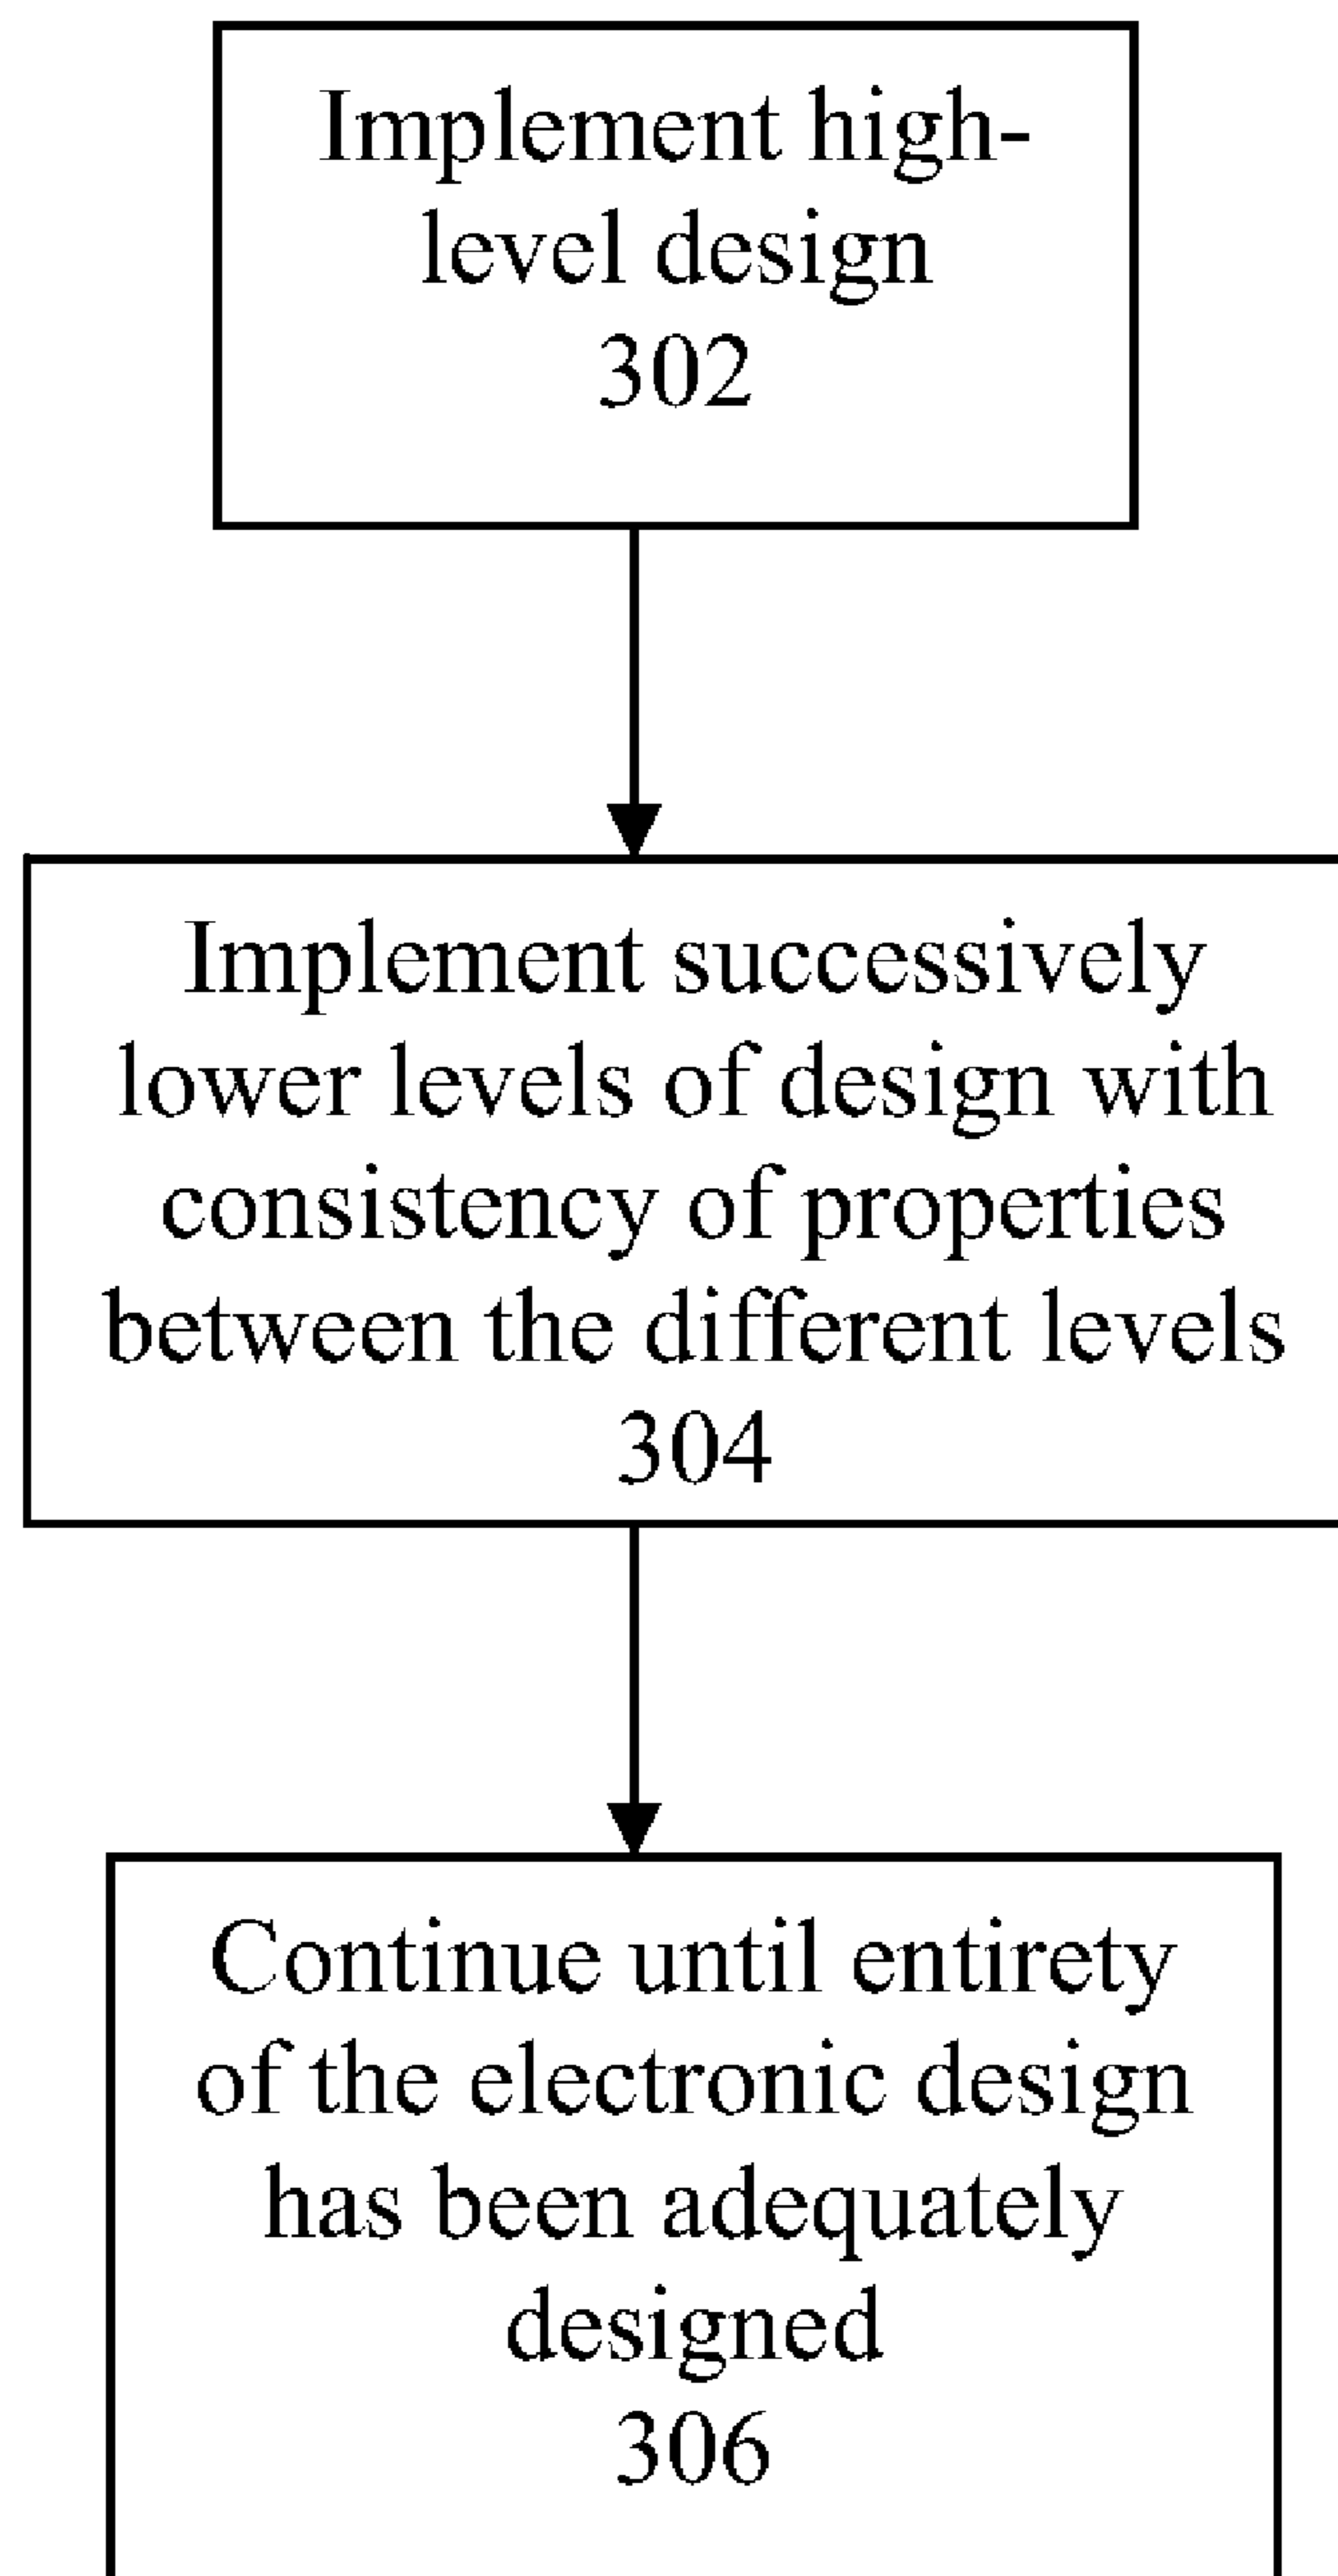 Implement high-
level design
302
Implement successively
lower levels of design with
consistency of properties
between the different levels
304
Continue until entirety
of the electronic design
has been adequately
designed
306